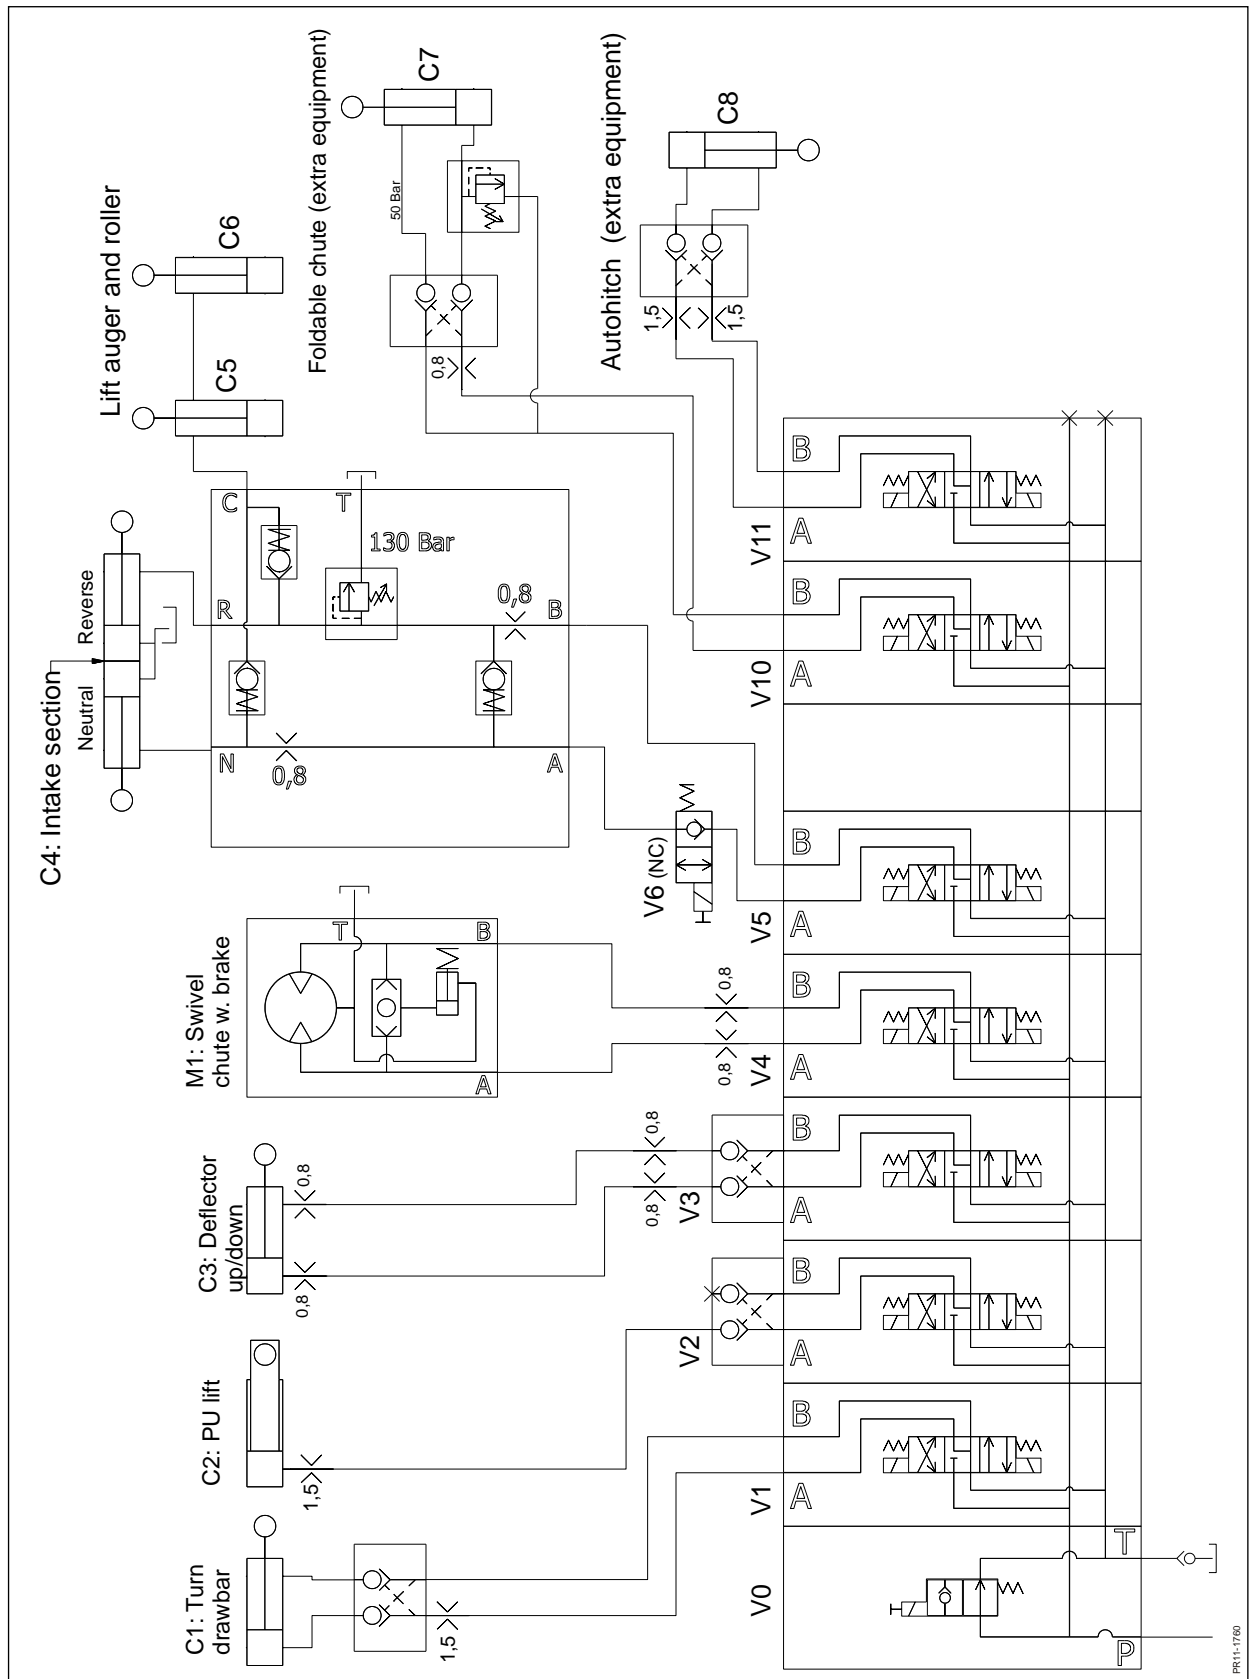 C4: Intake section
Neutral
Reverse
Lift auger and roller
C5
C6
Foldable chute (extra equipment)
C7
50 Bar
0,8
Autohitch (extra equipment)
C8
1,5
1,5
C
R
T
130 Bar
0,8
B
N
0,8
A
M1: Swivel
chute w. brake
T
B
A
V6 (NC)
C3: Deflector
up/down
0,8
0,8
0,8
0,8
0,8
0,8
C2: PU lift
1,5
C1: Turn
drawbar
1,5
V0
P
T
V1
A
B
V2
A
B
V3
A
B
V4
A
B
V5
A
B
V10
A
B
V11
A
B
PR11-1760